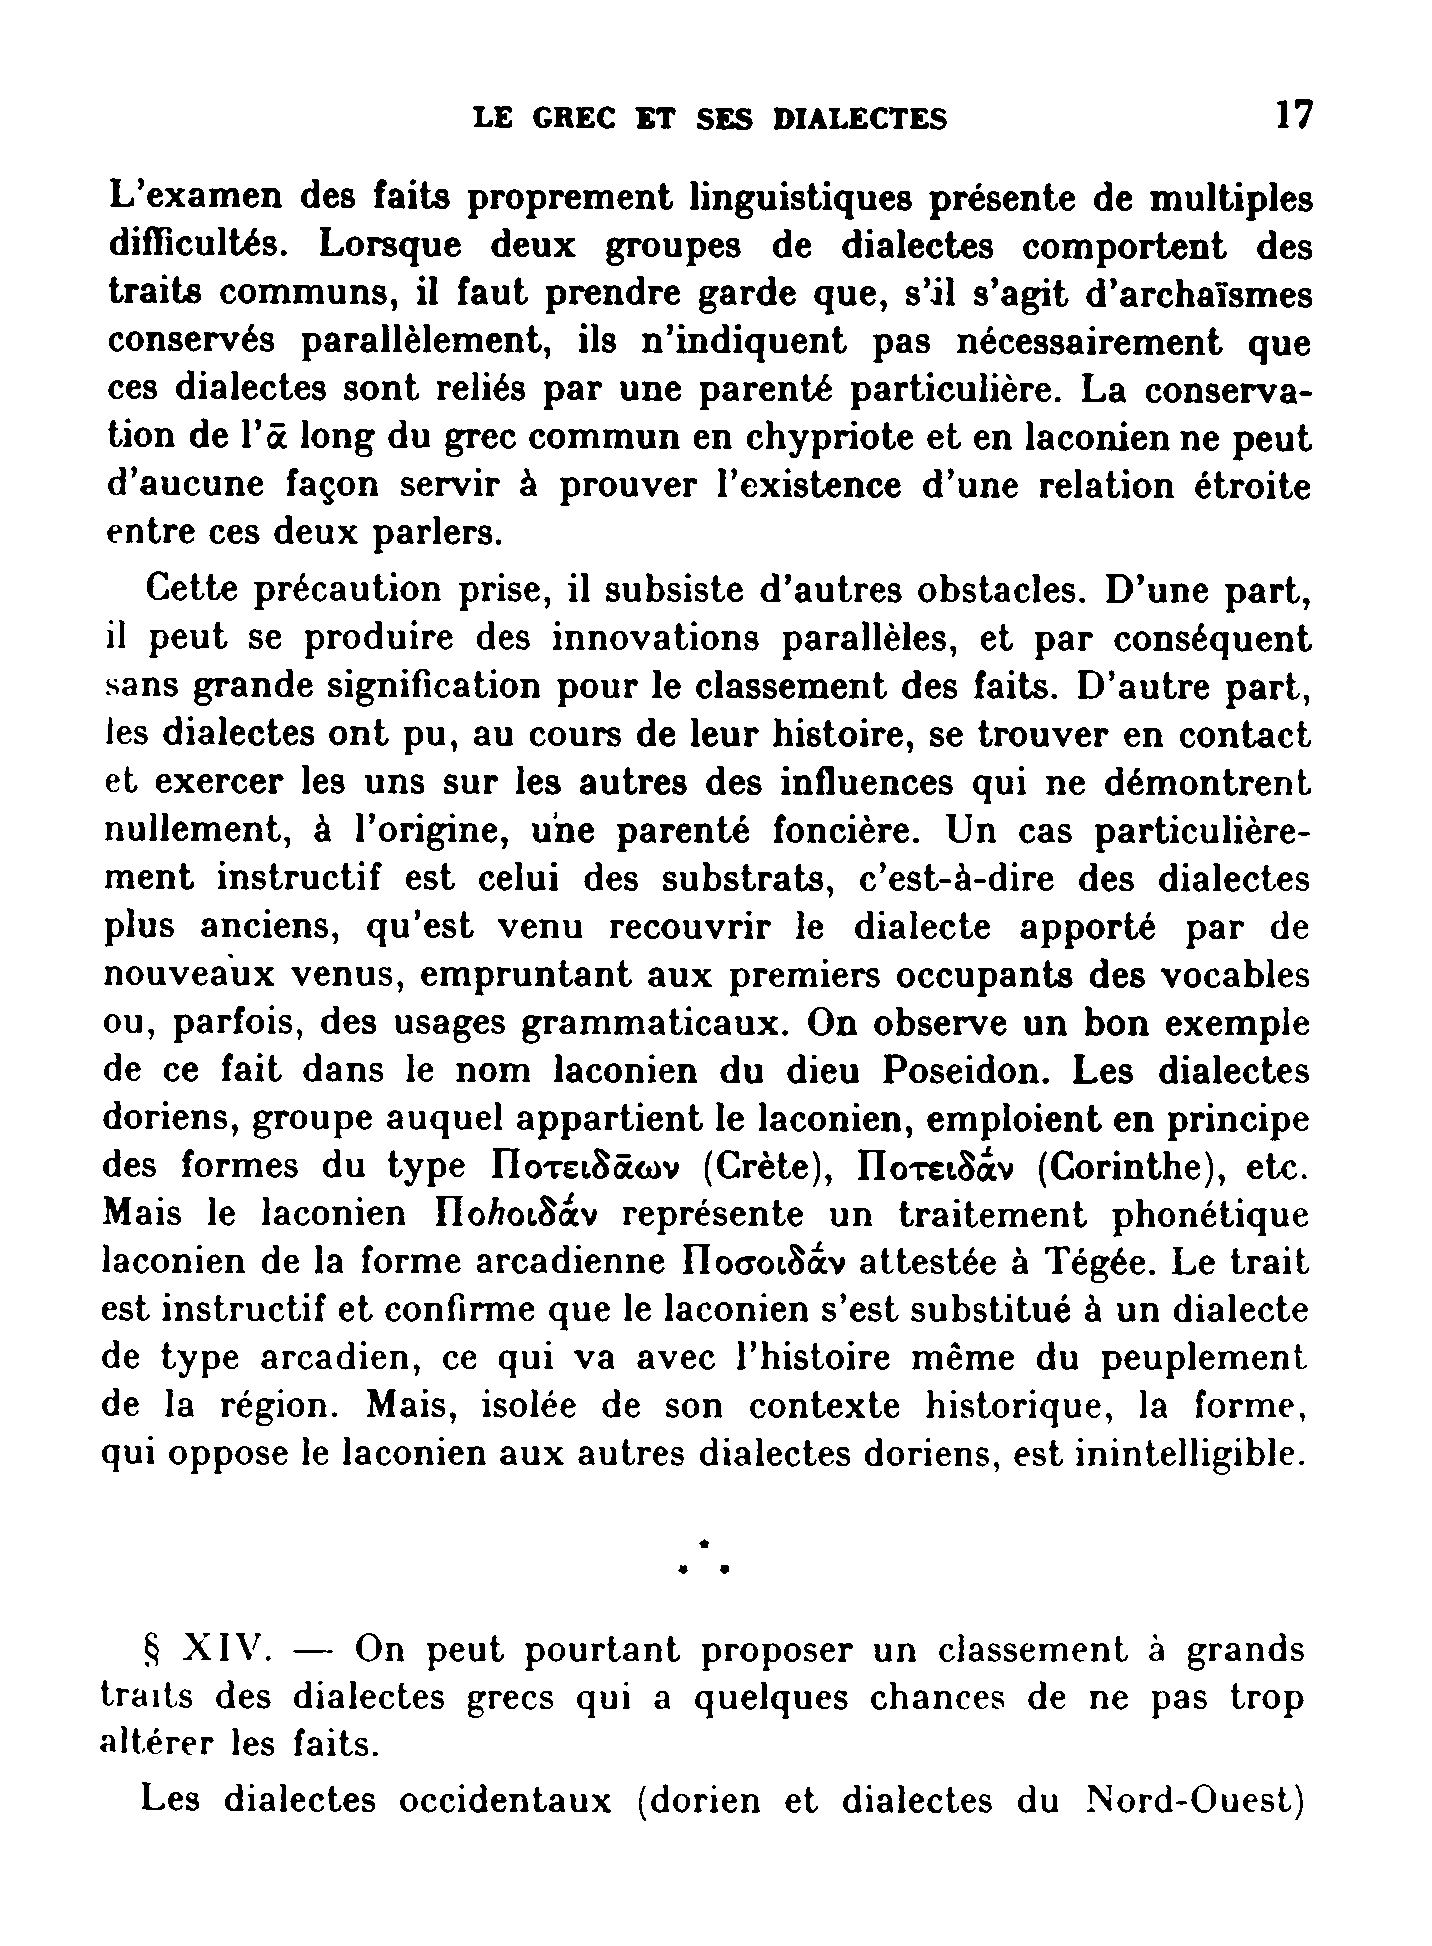 LE GREC ET SES DIALECTES 17
L'examen des faits proprement linguistiques présente de multiples
difficultés. Lorsque deux groupes de dialectes comportent des
traits communs, il faut prendre garde que, s'il s'agit d'archaïsmes
conservés parallèlement, ils n'indiquent pas nécessairement que
ces dialectes sont reliés par une parenté particulière. La conserva-
tion de l'ᾱ long du grec commun en chypriote et en laconien ne peut
d'aucune façon servir à prouver l'existence d'une relation étroite
entre ces deux parlers.
Cette précaution prise, il subsiste d'autres obstacles. D'une part,
il peut se produire des innovations parallèles, et par conséquent
sans grande signification pour le classement des faits. D'autre part,
les dialectes ont pu, au cours de leur histoire, se trouver en contact
et exercer les uns sur les autres des influences qui ne démontrent
nullement, à l'origine, une parenté foncière. Un cas particulière-
ment instructif est celui des substrats, c'est-à-dire des dialectes
plus anciens, qu'est venu recouvrir le dialecte apporté par de
nouveaux venus, empruntant aux premiers occupants des vocables
ou, parfois, des usages grammaticaux. On observe un bon exemple
de ce fait dans le nom laconien du dieu Poseidon. Les dialectes
doriens, groupe auquel appartient le laconien, emploient en principe
des formes du type Ποτειδᾱων (Crète), Ποτειδᾱ́ν (Corinthe), etc.
Mais le laconien Ποhοιδᾱ́ν représente un traitement phonétique
laconien de la forme arcadienne Ποσοιδᾱ́ν attestée à Tégée. Le trait
est instructif et confirme que le laconien s'est substitué à un dialecte
de type arcadien, ce qui va avec l'histoire même du peuplement
de la région. Mais, isolée de son contexte historique, la forme,
qui oppose le laconien aux autres dialectes doriens, est inintelligible.
§ XIV. — On peut pourtant proposer un classement à grands
traits des dialectes grecs qui a quelques chances de ne pas trop
altérer les faits.
Les dialectes occidentaux (dorien et dialectes du Nord-Ouest)